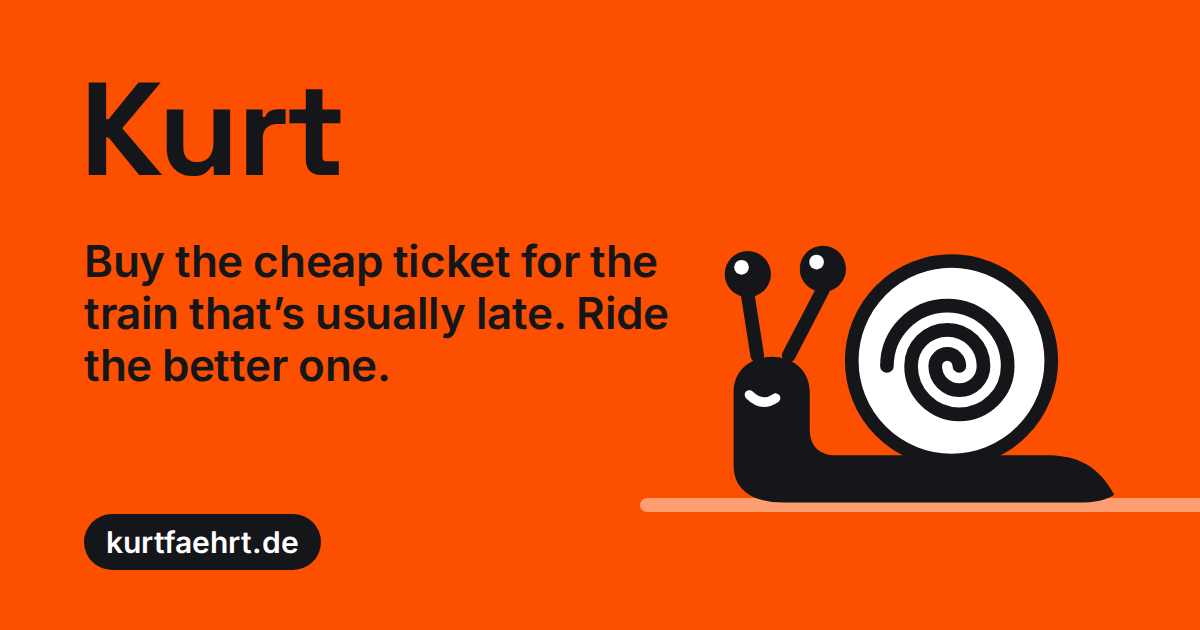 Kurt
Buy the cheap ticket for the
train that’s usually late. Ride
the better one.
kurtfaehrt.de